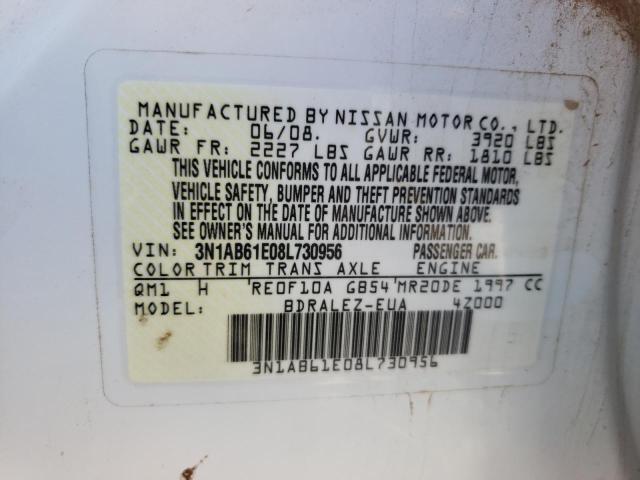 MANUFACTURED BY NISSAN MOTOR CO., LTD.
DATE: 06/08. GVWR: 3920 LBS
GAWR FR: 2227 LBS GAWR RR: 1810 LBS
THIS VEHICLE CONFORMS TO ALL APPLICABLE FEDERAL MOTOR,
VEHICLE SAFETY, BUMPER AND THEFT PREVENTION STANDARDS
IN EFFECT ON THE DATE OF MANUFACTURE SHOWN ABOVE.
SEE OWNER'S MANUAL FOR ADDITIONAL INFORMATION.
VIN: 3N1AB61E08L730956 PASSENGER CAR.
COLOR TRIM TRANS AXLE ENGINE
QM1 H 'RE0F10A GB54'MR20DE 1997 CC
MODEL: BDRALEZ-EUA 4Z000
3N1AB61E08L730956